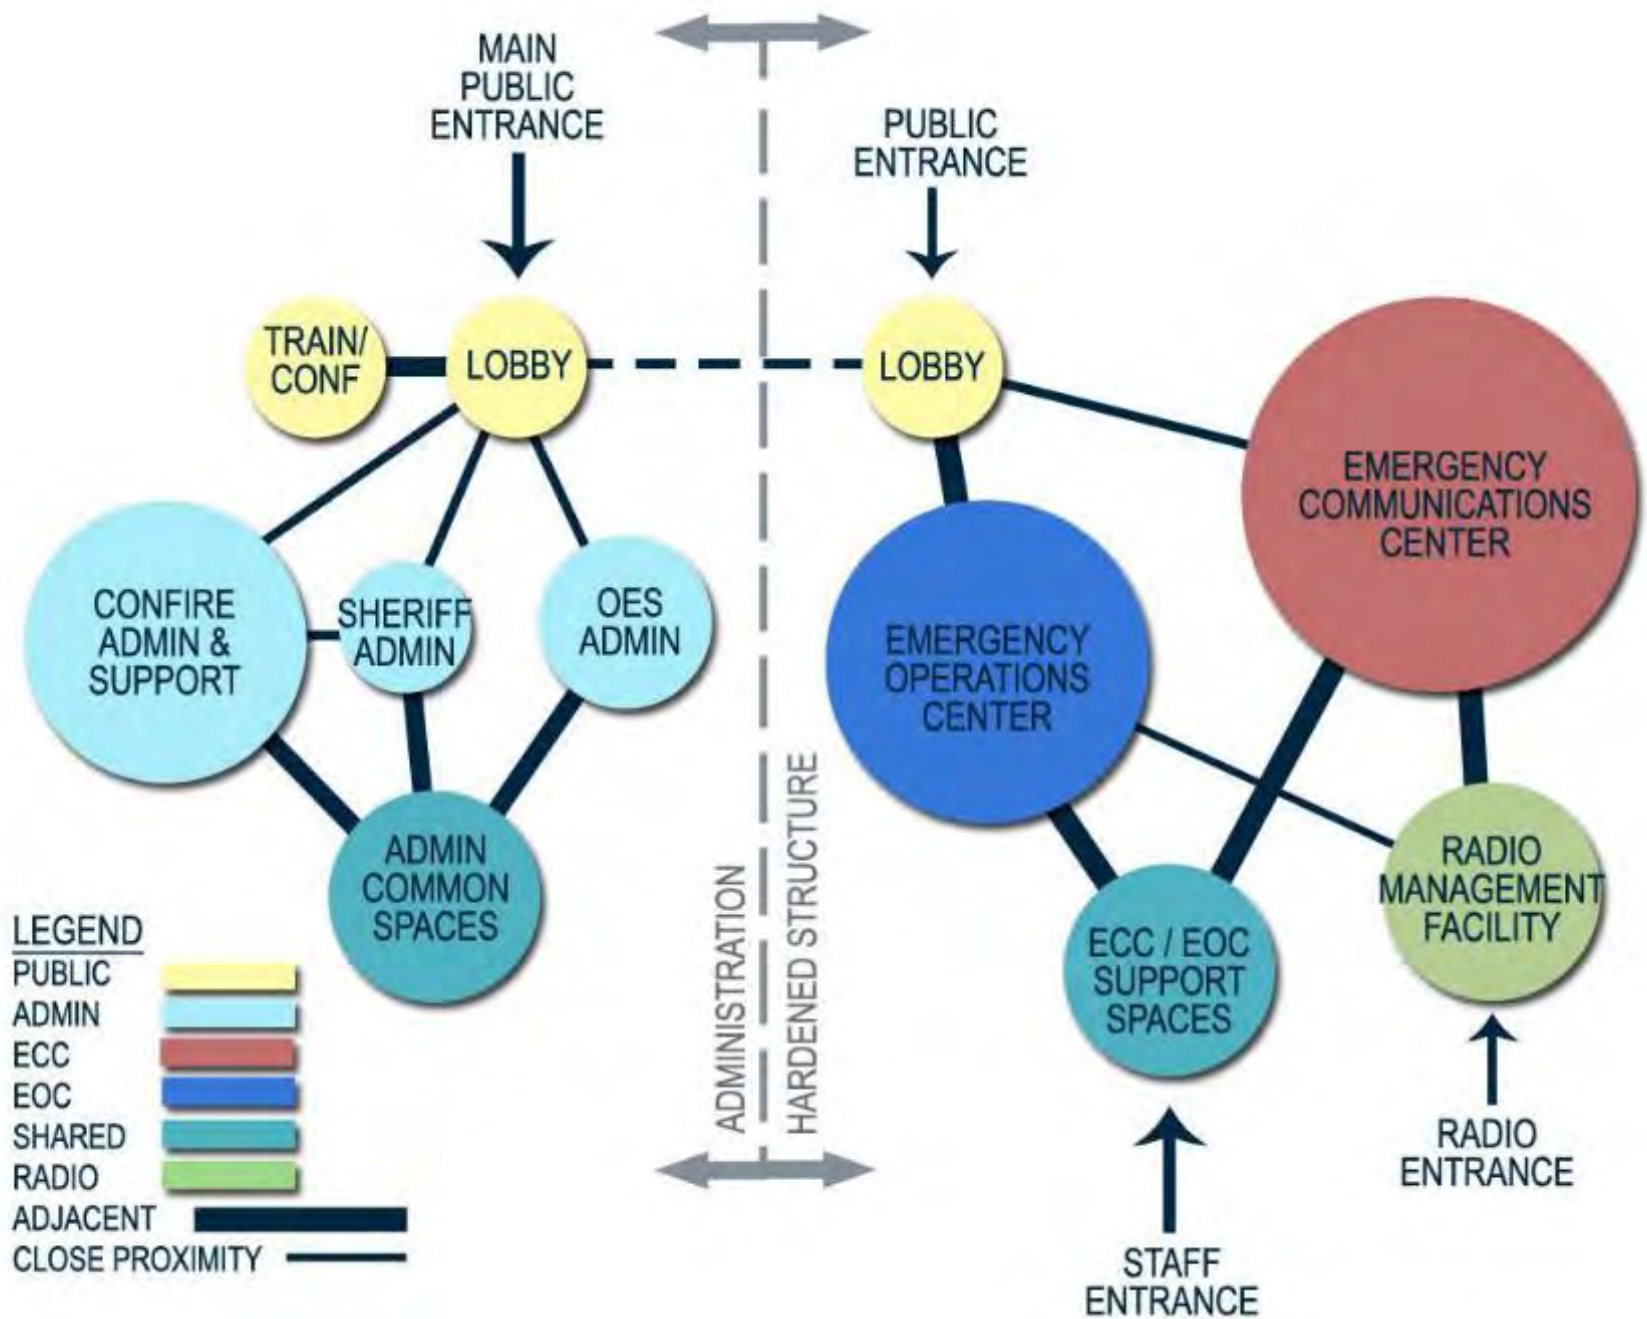 MAIN
PUBLIC
ENTRANCE
PUBLIC
ENTRANCE
TRAIN/
CONF
LOBBY
LOBBY
EMERGENCY
COMMUNICATIONS
CENTER
CONFIRE
ADMIN &
SUPPORT
SHERIFF
ADMIN
OES
ADMIN
EMERGENCY
OPERATIONS
CENTER
ADMIN
COMMON
SPACES
ADMINISTRATION
HARDENED STRUCTURE
ECC / EOC
SUPPORT
SPACES
RADIO
MANAGEMENT
FACILITY
LEGEND
PUBLIC
ADMIN
ECC
EOC
SHARED
RADIO
ADJACENT
CLOSE PROXIMITY
STAFF
ENTRANCE
RADIO
ENTRANCE